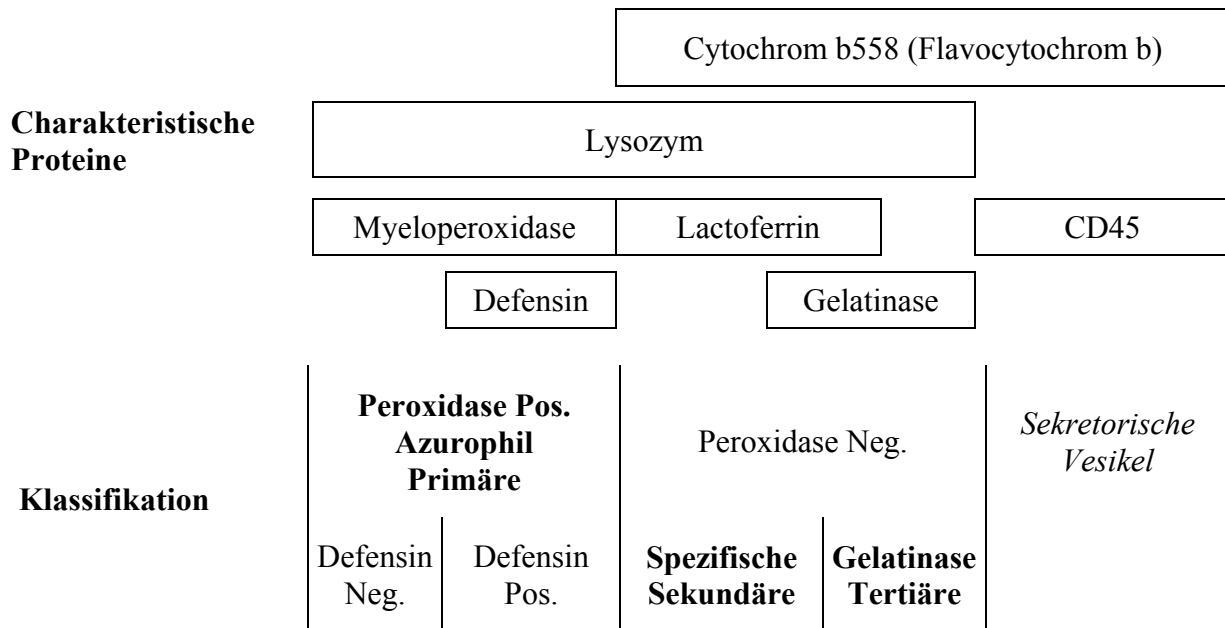 Cytochrom b558 (Flavocytochrom b)
Charakteristische
Proteine
Lysozym
Myeloperoxidase
Lactoferrin
CD45
Defensin
Gelatinase
Klassifikation
Peroxidase Pos.
Azurophil
Primäre
Peroxidase Neg.
Sekretorische
Vesikel
Defensin
Neg.
Defensin
Pos.
Spezifische
Sekundäre
Gelatinase
Tertiäre